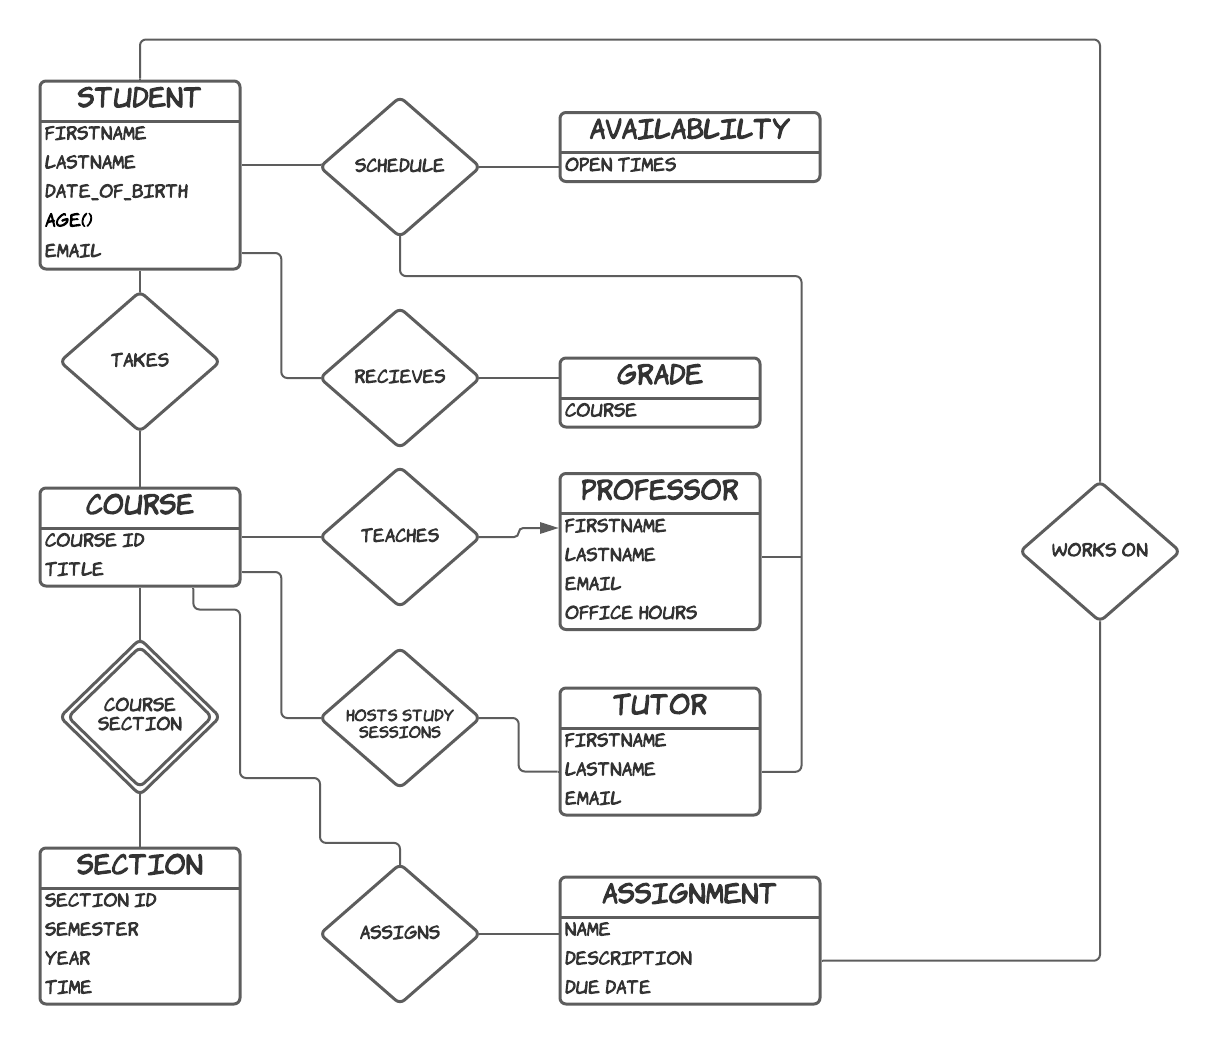 STUDENT
FIRSTNAME
LASTNAME
DATE_OF_BIRTH
AGE()
EMAIL
SCHEDULE
AVAILABLILTY
OPEN TIMES
TAKES
RECIEVES
GRADE
COURSE
COURSE
COURSE ID
TITLE
TEACHES
PROFESSOR
FIRSTNAME
LASTNAME
EMAIL
OFFICE HOURS
WORKS ON
COURSE
SECTION
HOSTS STUDY
SESSIONS
TUTOR
FIRSTNAME
LASTNAME
EMAIL
SECTION
SECTION ID
SEMESTER
YEAR
TIME
ASSIGNS
ASSIGNMENT
NAME
DESCRIPTION
DUE DATE